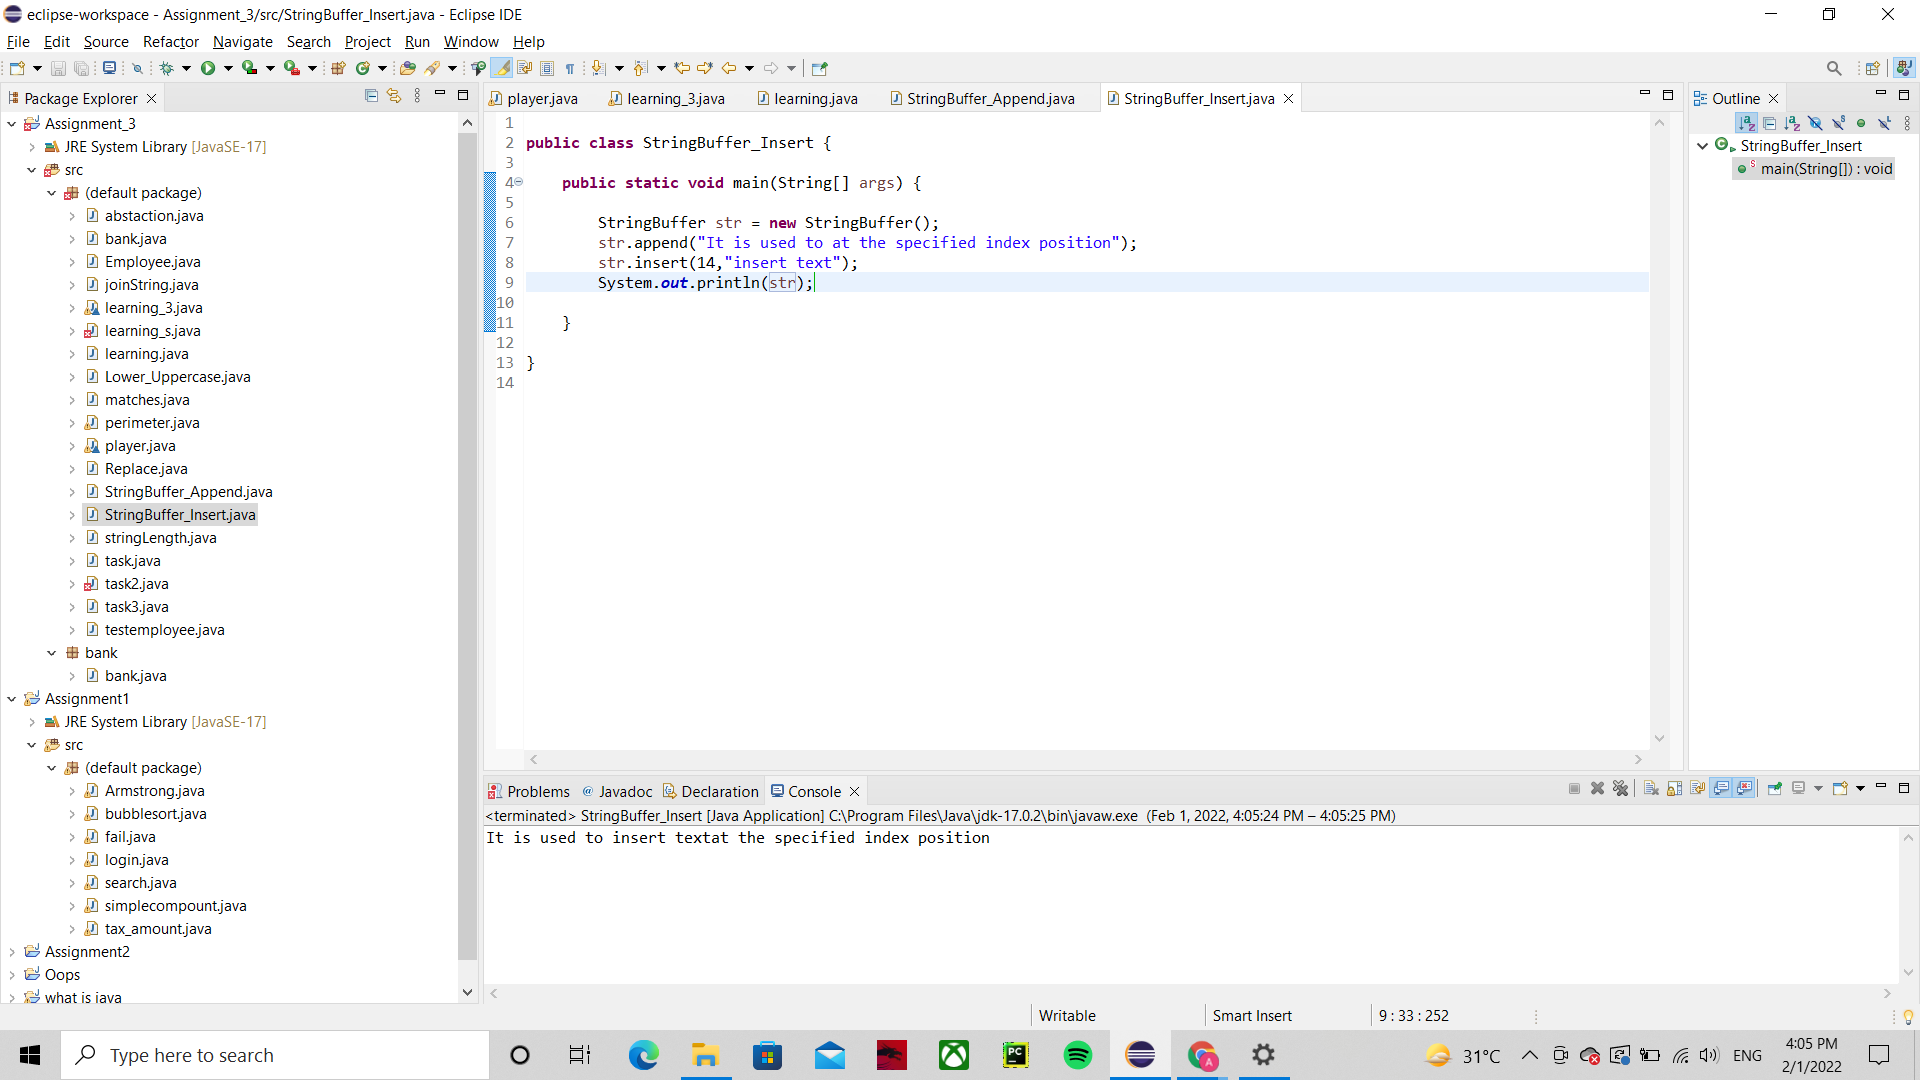 eclipse-workspace - Assignment_3/src/StringBuffer_Insert.java - Eclipse IDE
File Edit Source Refactor Navigate Search Project Run Window Help
Package Explorer
Assignment_3
JRE System Library [JavaSE-17]
src
(default package)
abstaction.java
bank.java
Employee.java
joinString.java
learning_3.java
learning_s.java
learning.java
Lower_Uppercase.java
matches.java
perimeter.java
player.java
Replace.java
StringBuffer_Append.java
StringBuffer_Insert.java
stringLength.java
task.java
task2.java
task3.java
testemployee.java
bank
bank.java
Assignment1
JRE System Library [JavaSE-17]
src
(default package)
Armstrong.java
bubblesort.java
fail.java
login.java
search.java
simplecompount.java
tax_amount.java
Assignment2
Oops
what is java
player.java learning_3.java learning.java StringBuffer_Append.java StringBuffer_Insert.java
1
2 public class StringBuffer_Insert {
3
4 public static void main(String[] args) {
5
6 StringBuffer str = new StringBuffer();
7 str.append("It is used to at the specified index position");
8 str.insert(14,"insert text");
9 System.out.println(str);
10
11 }
12
13 }
14
Outline
StringBuffer_Insert
main(String[]) : void
Problems @ Javadoc Declaration Console
<terminated> StringBuffer_Insert [Java Application] C:\Program Files\Java\jdk-17.0.2\bin\javaw.exe (Feb 1, 2022, 4:05:24 PM – 4:05:25 PM)
It is used to insert textat the specified index position
Writable Smart Insert 9 : 33 : 252
Type here to search
PC
A
31°C
ENG
4:05 PM
2/1/2022